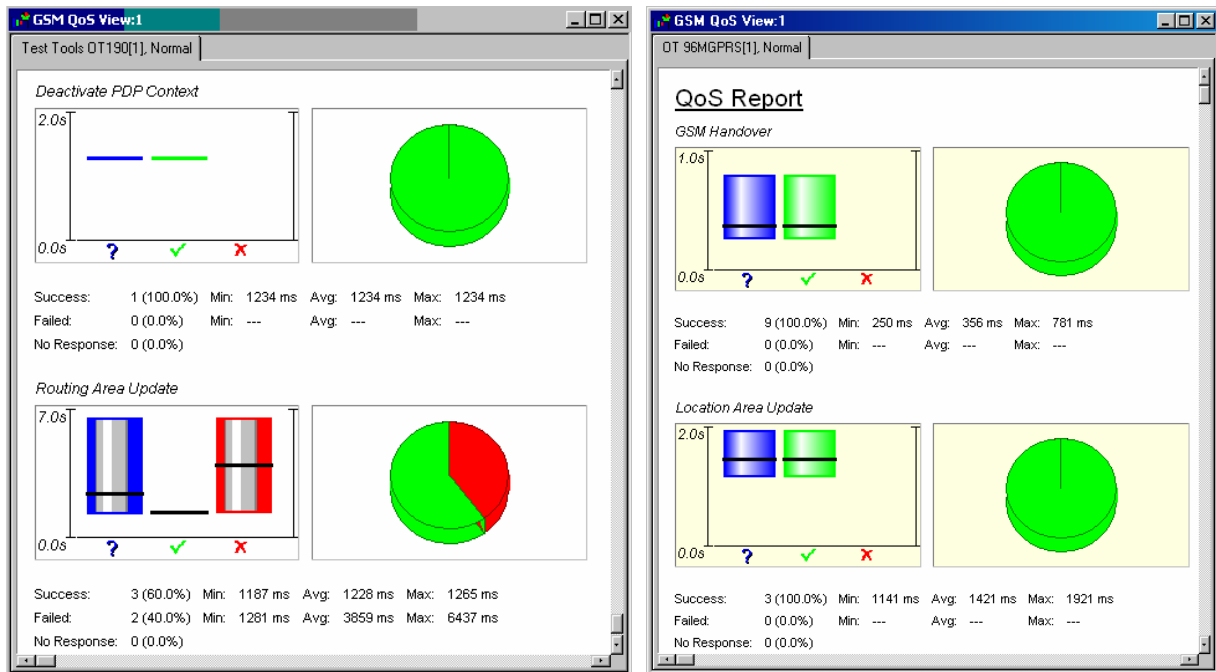 GSM QoS View:1
Test Tools OT190[1], Normal
Deactivate PDP Context
2.0s
0.0s
?
Success: 1 (100.0%) Min: 1234 ms Avg: 1234 ms Max: 1234 ms
Failed: 0 (0.0%) Min: --- Avg: --- Max: ---
No Response: 0 (0.0%)
Routing Area Update
7.0s
0.0s
?
Success: 3 (60.0%) Min: 1187 ms Avg: 1228 ms Max: 1265 ms
Failed: 2 (40.0%) Min: 1281 ms Avg: 3859 ms Max: 6437 ms
No Response: 0 (0.0%)
GSM QoS View:1
OT 96MGPRS[1], Normal
QoS Report
GSM Handover
1.0s
0.0s
?
Success: 9 (100.0%) Min: 250 ms Avg: 356 ms Max: 781 ms
Failed: 0 (0.0%) Min: --- Avg: --- Max: ---
No Response: 0 (0.0%)
Location Area Update
2.0s
0.0s
?
Success: 3 (100.0%) Min: 1141 ms Avg: 1421 ms Max: 1921 ms
Failed: 0 (0.0%) Min: --- Avg: --- Max: ---
No Response: 0 (0.0%)